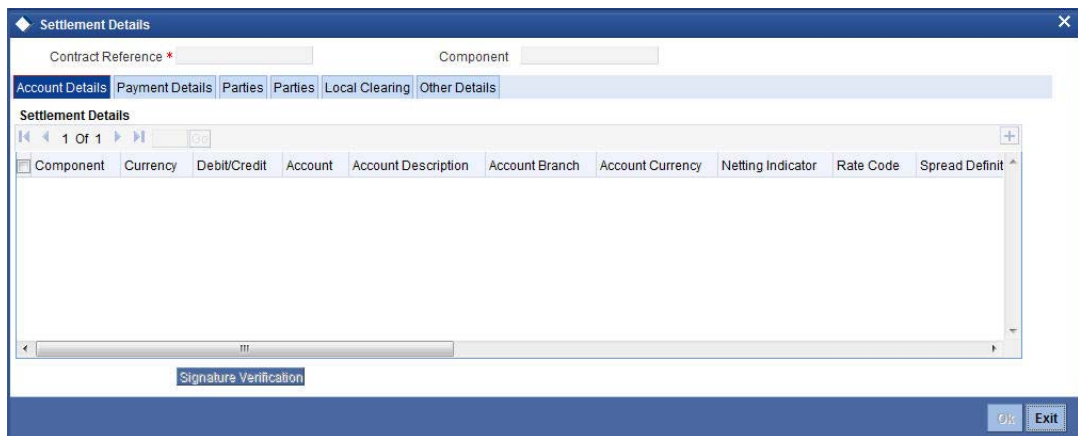 Settlement Details
Contract Reference * Component
Account Details Payment Details Parties Parties Local Clearing Other Details
Settlement Details
1 Of 1 Go
Component Currency Debit/Credit Account Account Description Account Branch Account Currency Netting Indicator Rate Code Spread Definit
Signature Verification
Ok Exit